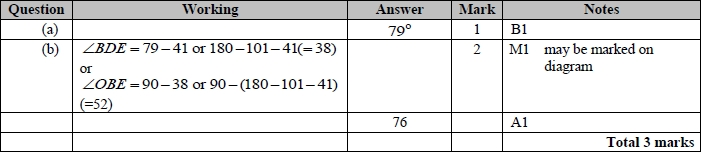 Question Working Answer Mark Notes
(a) 79° 1 B1
(b) ∠BDE = 79 – 41 or 180 – 101 – 41(= 38) 2 M1 may be marked on
or diagram
∠OBE = 90 – 38 or 90 – (180 – 101 – 41)
(=52)
76 A1
Total 3 marks